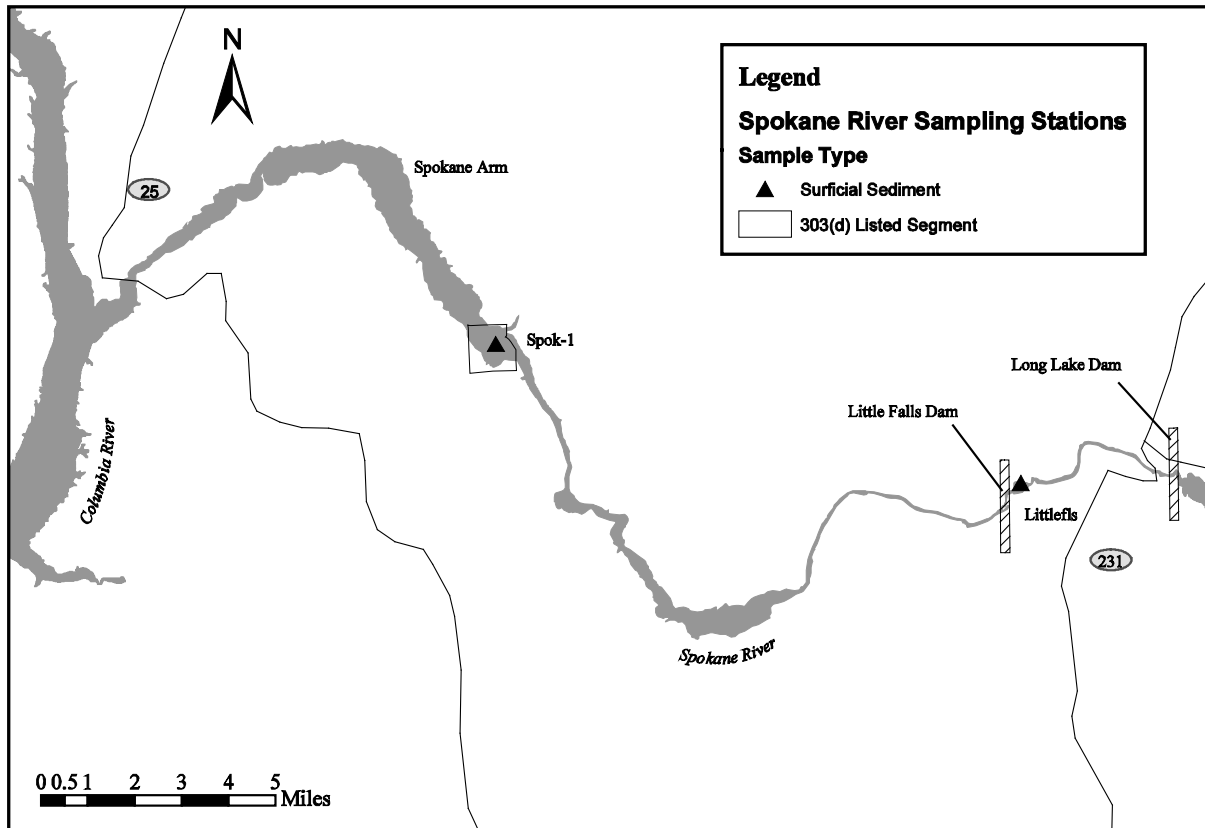 N
Legend
Spokane River Sampling Stations
Sample Type
Surficial Sediment
303(d) Listed Segment
Spokane Arm
25
Spok-1
Long Lake Dam
Little Falls Dam
Columbia River
Littlefls
231
Spokane River
0 0.5 1 2 3 4 5
Miles